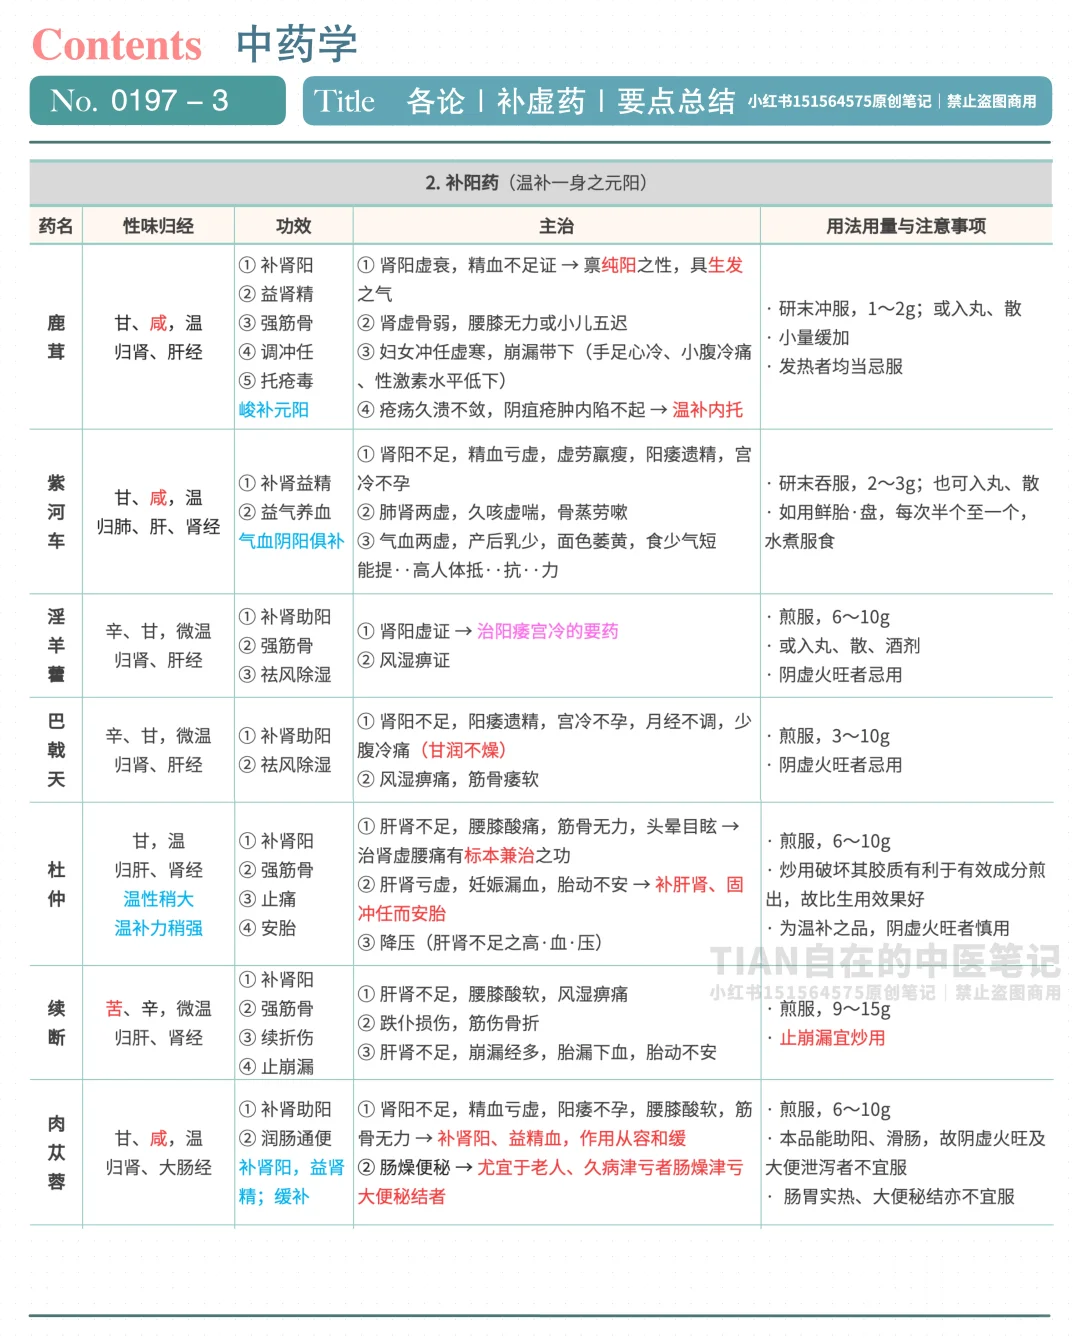 Contents 中药学
No. 0197 – 3
Title 各论丨补虚药丨要点总结 小红书151564575原创笔记｜禁止盗图商用
2. 补阳药（温补一身之元阳）
药名 性味归经 功效 主治 用法用量与注意事项
鹿
茸
甘、咸，温
归肾、肝经
① 补肾阳
② 益肾精
③ 强筋骨
④ 调冲任
⑤ 托疮毒
峻补元阳
① 肾阳虚衰，精血不足证 → 禀纯阳之性，具生发
之气
② 肾虚骨弱，腰膝无力或小儿五迟
③ 妇女冲任虚寒，崩漏带下（手足心冷、小腹冷痛
、性激素水平低下）
④ 疮疡久溃不敛，阴疽疮肿内陷不起 → 温补内托
· 研末冲服，1～2g；或入丸、散
· 小量缓加
· 发热者均当忌服
紫
河
车
甘、咸，温
归肺、肝、肾经
① 补肾益精
② 益气养血
气血阴阳俱补
① 肾阳不足，精血亏虚，虚劳羸瘦，阳痿遗精，宫
冷不孕
② 肺肾两虚，久咳虚喘，骨蒸劳嗽
③ 气血两虚，产后乳少，面色萎黄，食少气短
能提··高人体抵··抗··力
· 研末吞服，2～3g；也可入丸、散
· 如用鲜胎·盘，每次半个至一个，
水煮服食
淫
羊
藿
辛、甘，微温
归肾、肝经
① 补肾助阳
② 强筋骨
③ 祛风除湿
① 肾阳虚证 → 治阳痿宫冷的要药
② 风湿痹证
· 煎服，6～10g
· 或入丸、散、酒剂
· 阴虚火旺者忌用
巴
戟
天
辛、甘，微温
归肾、肝经
① 补肾助阳
② 祛风除湿
① 肾阳不足，阳痿遗精，宫冷不孕，月经不调，少
腹冷痛（甘润不燥）
② 风湿痹痛，筋骨痿软
· 煎服，3～10g
· 阴虚火旺者忌用
杜
仲
甘，温
归肝、肾经
温性稍大
温补力稍强
① 补肾阳
② 强筋骨
③ 止痛
④ 安胎
① 肝肾不足，腰膝酸痛，筋骨无力，头晕目眩 →
治肾虚腰痛有标本兼治之功
② 肝肾亏虚，妊娠漏血，胎动不安 → 补肝肾、固
冲任而安胎
③ 降压（肝肾不足之高·血·压）
· 煎服，6～10g
· 炒用破坏其胶质有利于有效成分煎
出，故比生用效果好
· 为温补之品，阴虚火旺者慎用
TIAN自在的中医笔记
小红书151564575原创笔记｜禁止盗图商用
续
断
苦、辛，微温
归肝、肾经
① 补肾阳
② 强筋骨
③ 续折伤
④ 止崩漏
① 肝肾不足，腰膝酸软，风湿痹痛
② 跌仆损伤，筋伤骨折
③ 肝肾不足，崩漏经多，胎漏下血，胎动不安
· 煎服，9～15g
· 止崩漏宜炒用
肉
苁
蓉
甘、咸，温
归肾、大肠经
① 补肾助阳
② 润肠通便
补肾阳，益肾
精；缓补
① 肾阳不足，精血亏虚，阳痿不孕，腰膝酸软，筋
骨无力 → 补肾阳、益精血，作用从容和缓
② 肠燥便秘 → 尤宜于老人、久病津亏者肠燥津亏
大便秘结者
· 煎服，6～10g
· 本品能助阳、滑肠，故阴虚火旺及
大便泄泻者不宜服
· 肠胃实热、大便秘结亦不宜服